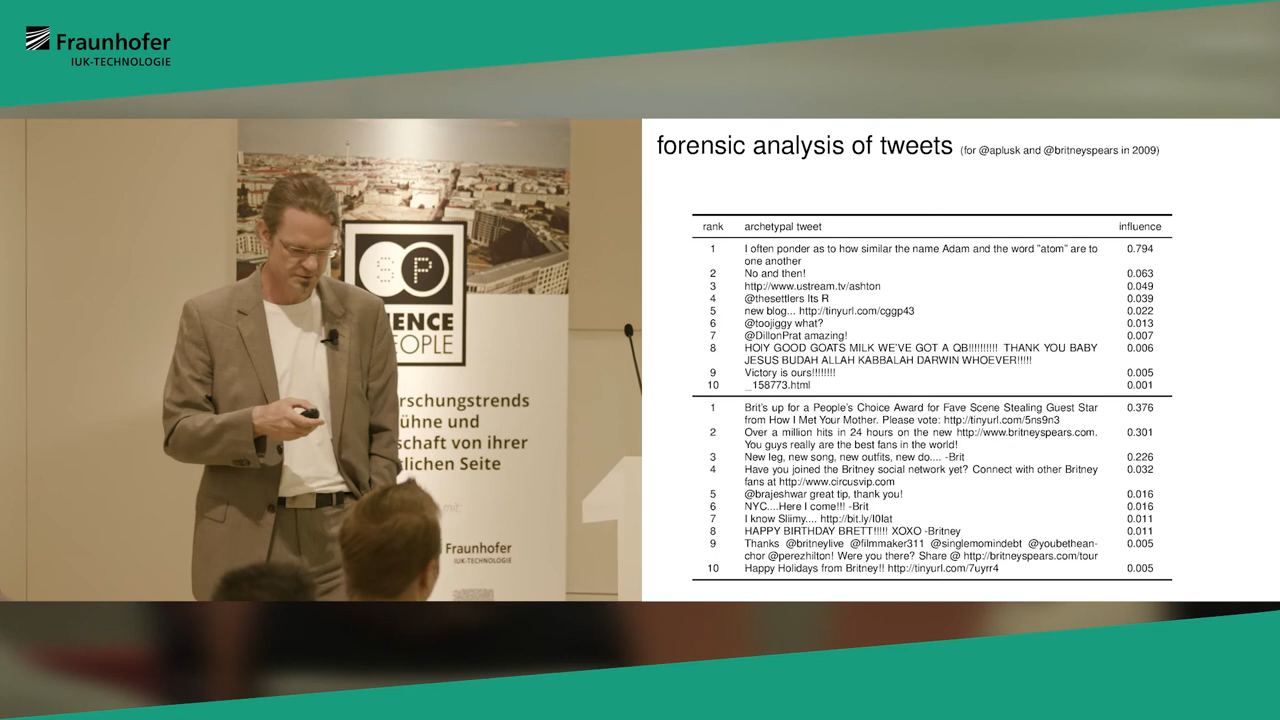 Fraunhofer
IUK-TECHNOLOGIE
S P
IENCE
EOPLE
rschungstrends
ühne und
schaft von ihrer
tlichen Seite
Fraunhofer
IUK-TECHNOLOGIE
forensic analysis of tweets (for @aplusk and @britneyspears in 2009)
rank archetypal tweet influence
1 I often ponder as to how similar the name Adam and the word "atom" are to 0.794
one another
2 No and then! 0.063
3 http://www.ustream.tv/ashton 0.049
4 @thesettlers Its R 0.039
5 new blog... http://tinyurl.com/cggp43 0.022
6 @toojiggy what? 0.013
7 @DillonPrat amazing! 0.007
8 HOlY GOOD GOATS MILK WE'VE GOT A QB!!!!!!!!!! THANK YOU BABY 0.006
JESUS BUDAH ALLAH KABBALAH DARWIN WHOEVER!!!!!
9 Victory is ours!!!!!!!! 0.005
10 _158773.html 0.001
1 Brit's up for a People's Choice Award for Fave Scene Stealing Guest Star 0.376
from How I Met Your Mother. Please vote: http://tinyurl.com/5ns9n3
2 Over a million hits in 24 hours on the new http://www.britneyspears.com. 0.301
You guys really are the best fans in the world!
3 New leg, new song, new outfits, new do.... -Brit 0.226
4 Have you joined the Britney social network yet? Connect with other Britney 0.032
fans at http://www.circusvip.com
5 @brajeshwar great tip, thank you! 0.016
6 NYC....Here I come!!! -Brit 0.016
7 I know Sliimy.... http://bit.ly/I0Iat 0.011
8 HAPPY BIRTHDAY BRETT!!!!! XOXO -Britney 0.011
9 Thanks @britneylive @filmmaker311 @singlemomindebt @youbethean- 0.005
chor @perezhilton! Were you there? Share @ http://britneyspears.com/tour
10 Happy Holidays from Britney!! http://tinyurl.com/7uyrr4 0.005